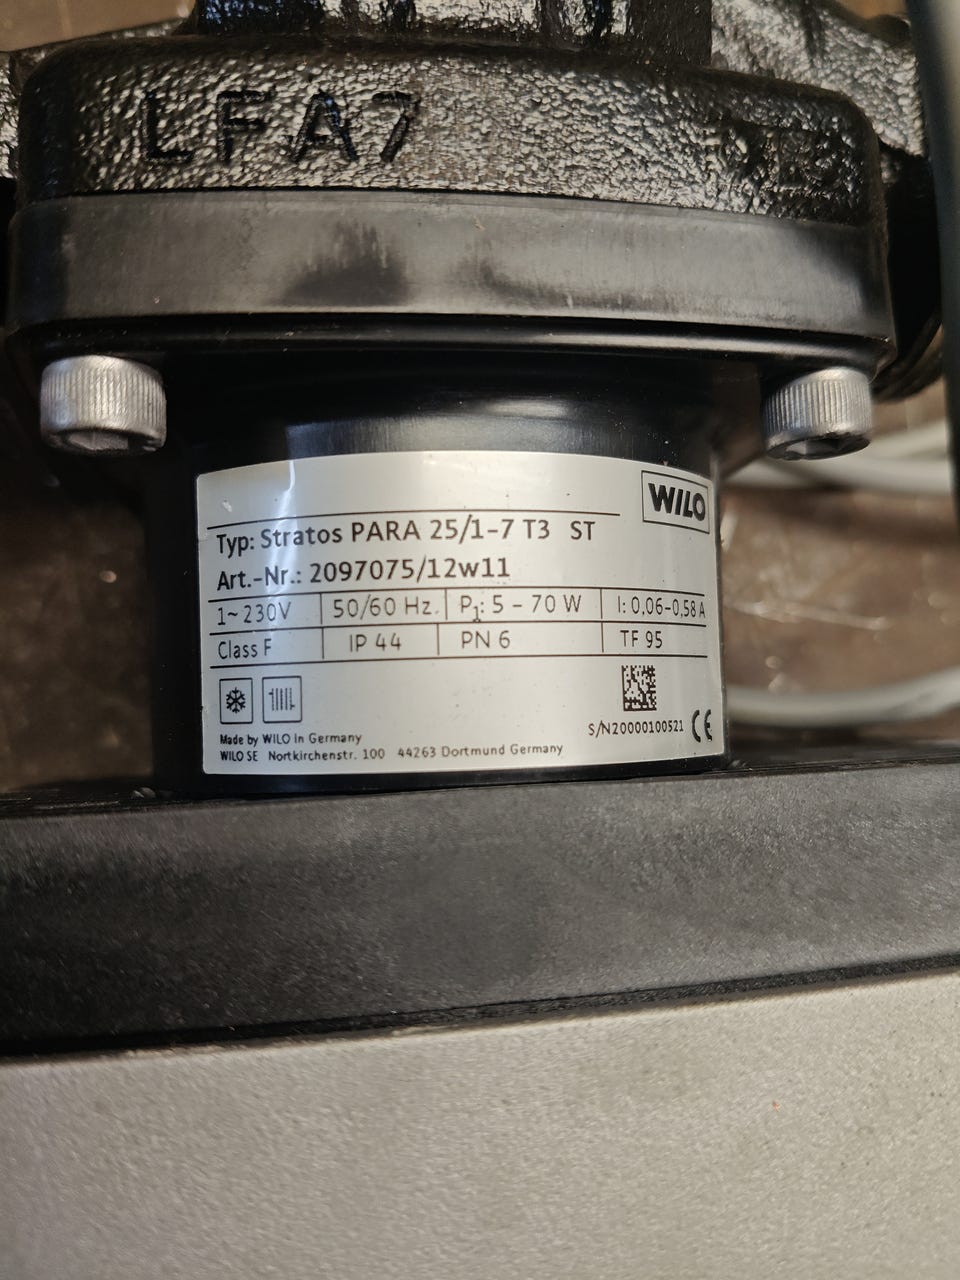 LFA7
WILO
Typ: Stratos PARA 25/1-7 T3 ST
Art.-Nr.: 2097075/12w11
1~ 230V 50/60 Hz. P1: 5 - 70 W I: 0,06-0,58 A
Class F IP 44 PN 6 TF 95
S/N20000100521 CE
Made by WILO in Germany
WILO SE Nortkirchenstr. 100 44263 Dortmund Germany